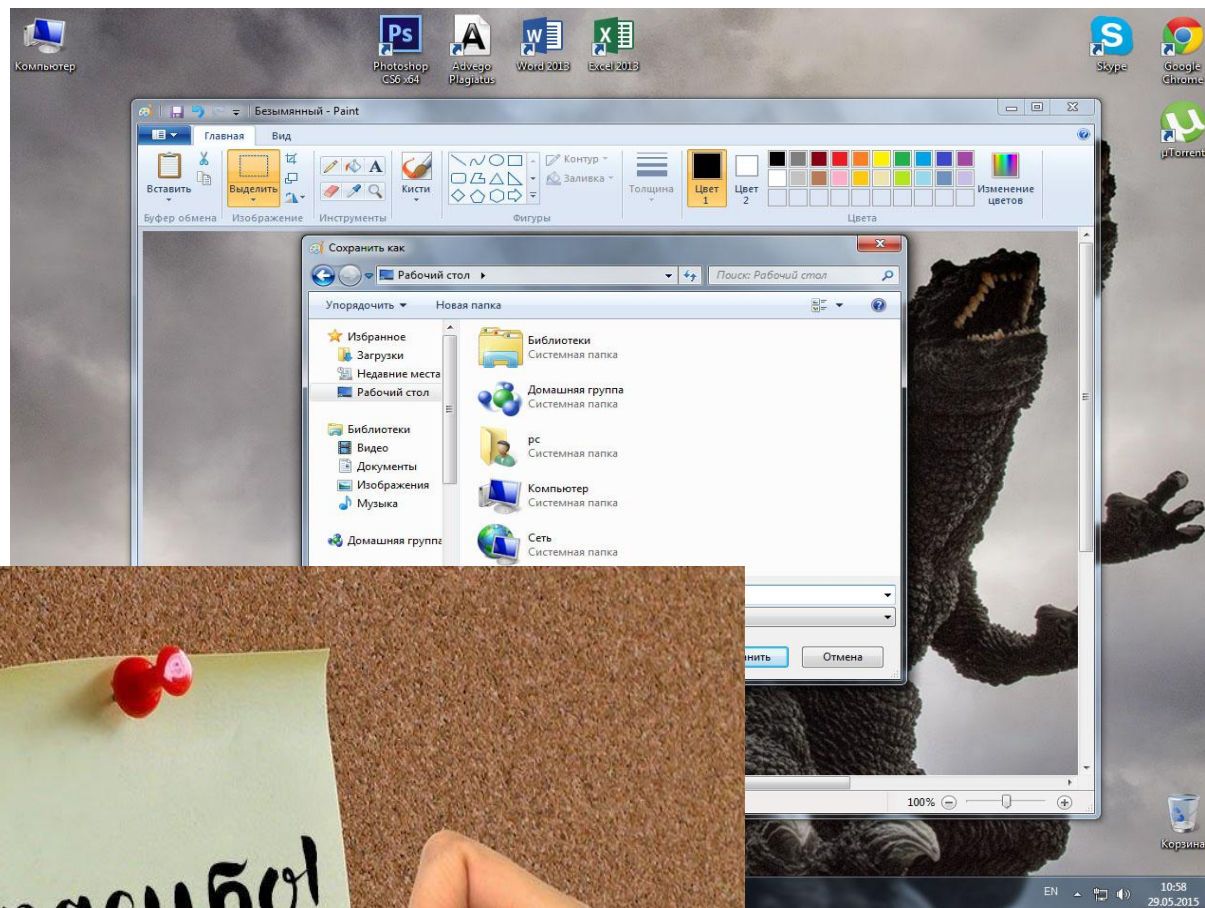 Компьютер
Photoshop
CS6 x64
Advego
Plagiatus
Word 2013
Excel 2013
Skype
Google
Chrome
µTorrent
Безымянный - Paint
Главная
Вид
Вставить
Выделить
Кисти
Контур
Заливка
Толщина
Цвет
1
Цвет
2
Изменение
цветов
Буфер обмена
Изображение
Инструменты
Фигуры
Цвета
Сохранить как
Рабочий стол
Поиск: Рабочий стол
Упорядочить
Новая папка
Избранное
Загрузки
Недавние места
Рабочий стол
Библиотеки
Видео
Документы
Изображения
Музыка
Домашняя группа
Библиотеки
Системная папка
Домашняя группа
Системная папка
pc
Системная папка
Компьютер
Системная папка
Сеть
Системная папка
нить
Отмена
100%
Корзина
EN
10:58
29.05.2015